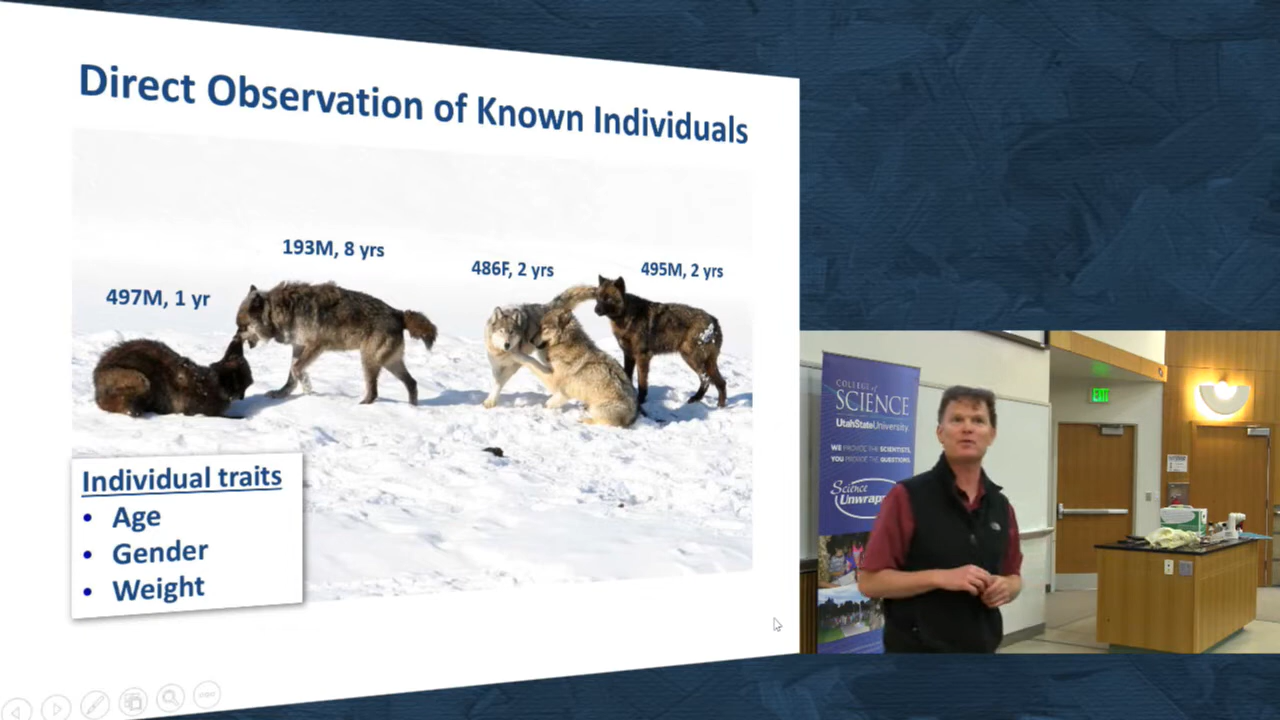 Direct Observation of Known Individuals
193M, 8 yrs
486F, 2 yrs
495M, 2 yrs
497M, 1 yr
Individual traits
• Age
• Gender
• Weight
COLLEGE of
SCIENCE
UtahStateUniversity
WE PROVIDE THE SCIENTISTS,
YOU PROVIDE THE QUESTIONS.
Science
Unwrapped
EXIT